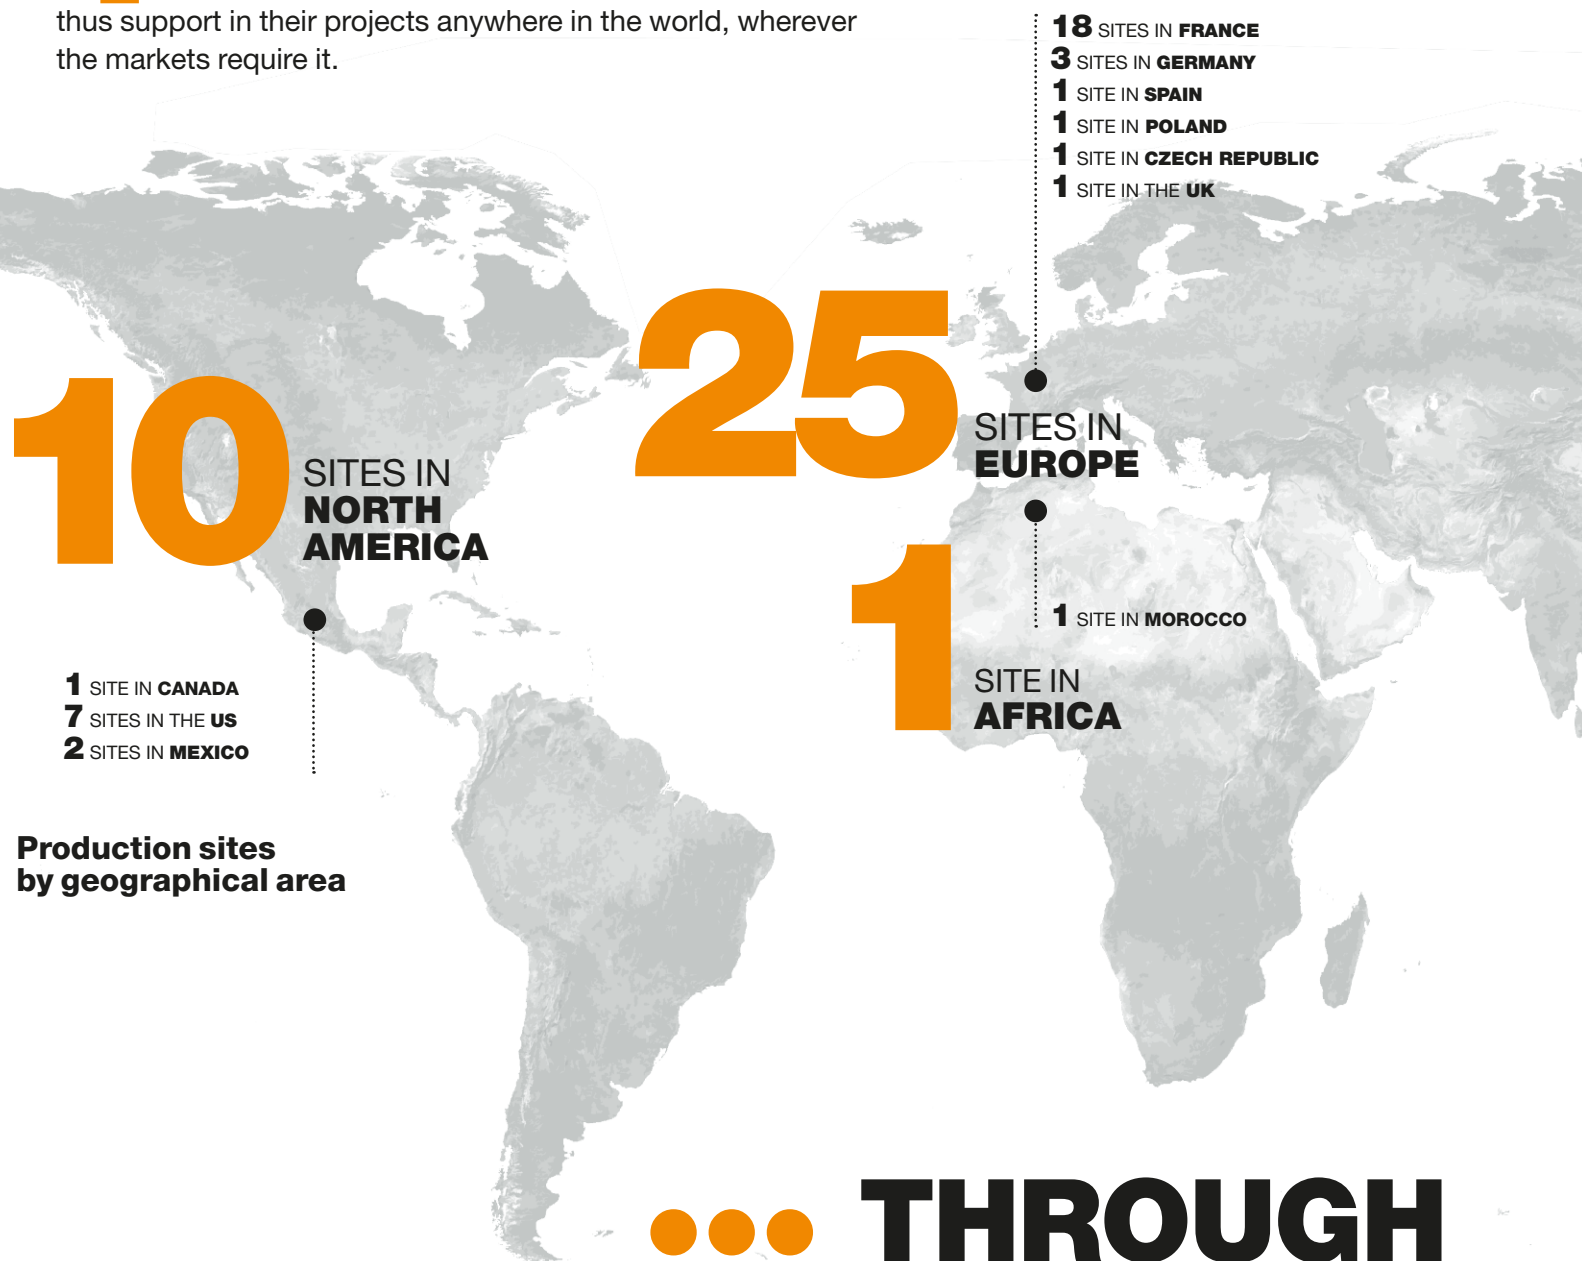 thus support in their projects anywhere in the world, wherever
the markets require it.
18 SITES IN FRANCE
3 SITES IN GERMANY
1 SITE IN SPAIN
1 SITE IN POLAND
1 SITE IN CZECH REPUBLIC
1 SITE IN THE UK
25
SITES IN
EUROPE
10
SITES IN
NORTH
AMERICA
1 SITE IN MOROCCO
1
SITE IN
AFRICA
1 SITE IN CANADA
7 SITES IN THE US
2 SITES IN MEXICO
Production sites
by geographical area
THROUGH